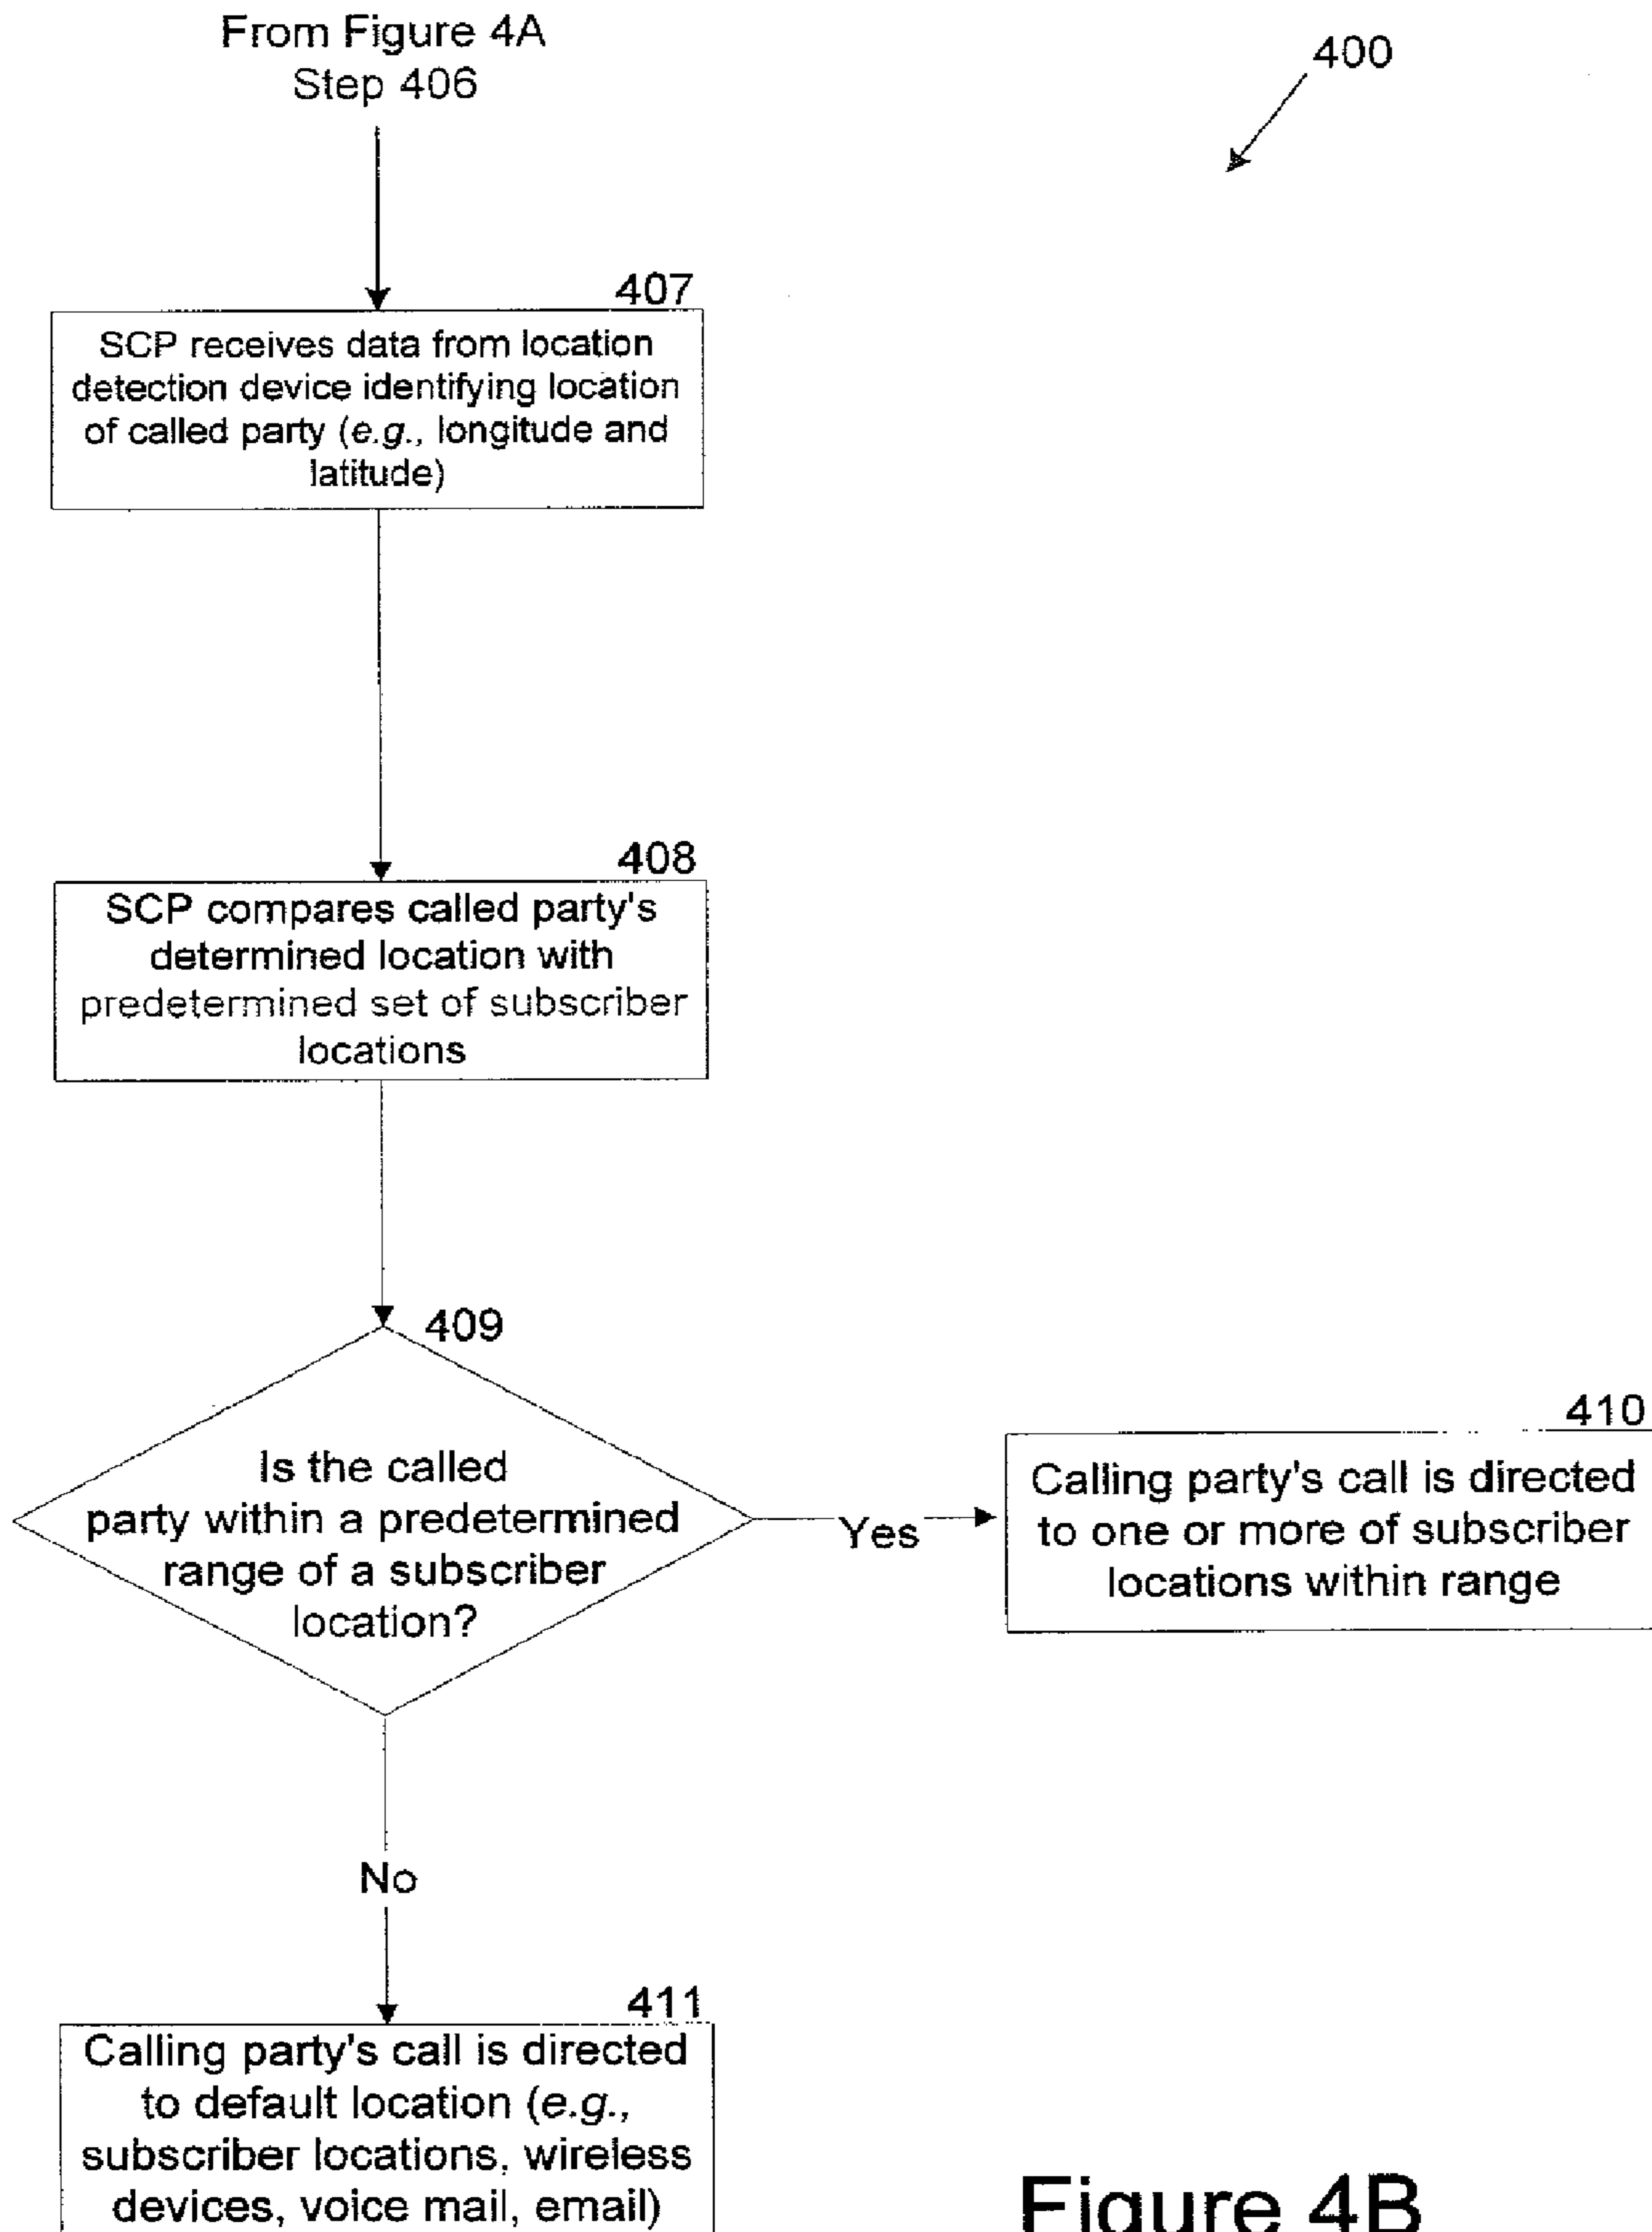 From Figure 4A
Step 406
400
407
SCP receives data from location
detection device identifying location
of called party (e.g., longitude and
latitude)
408
SCP compares called party's
determined location with
predetermined set of subscriber
locations
409
Is the called
party within a predetermined
range of a subscriber
location?
Yes
410
Calling party's call is directed
to one or more of subscriber
locations within range
No
411
Calling party's call is directed
to default location (e.g.,
subscriber locations, wireless
devices, voice mail, email)
Figure 4B